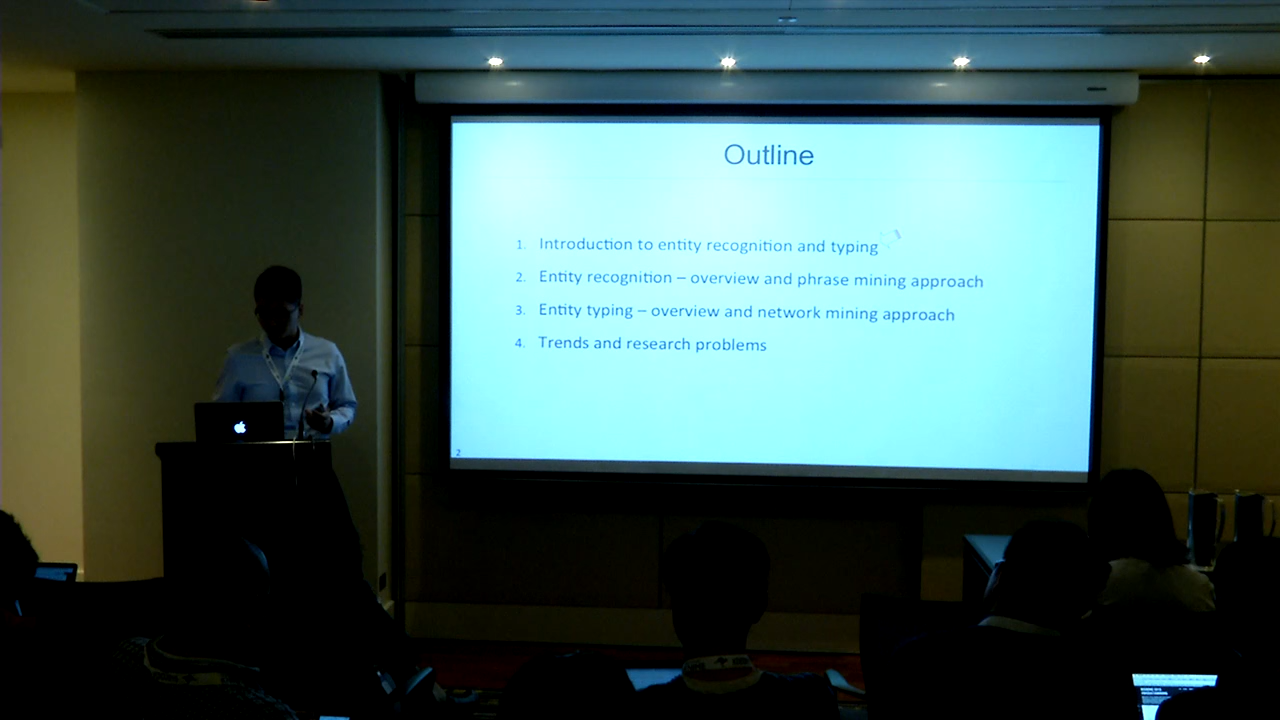 Outline
1. Introduction to entity recognition and typing
2. Entity recognition – overview and phrase mining approach
3. Entity typing – overview and network mining approach
4. Trends and research problems
2